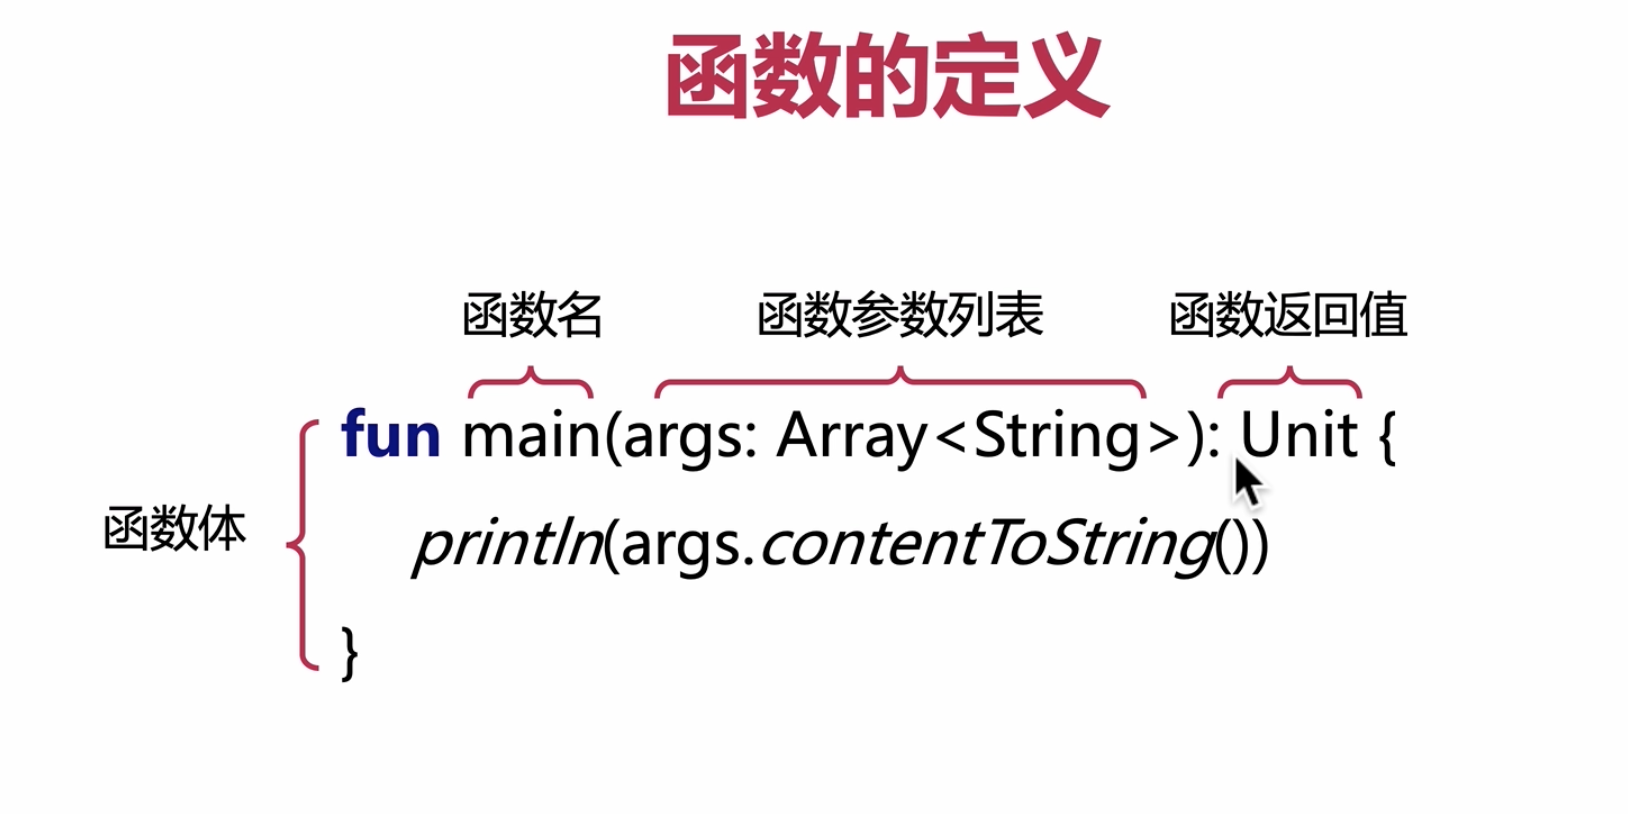 函数的定义
函数名 函数参数列表 函数返回值
fun main(args: Array<String>): Unit {
函数体
println(args.contentToString())
}